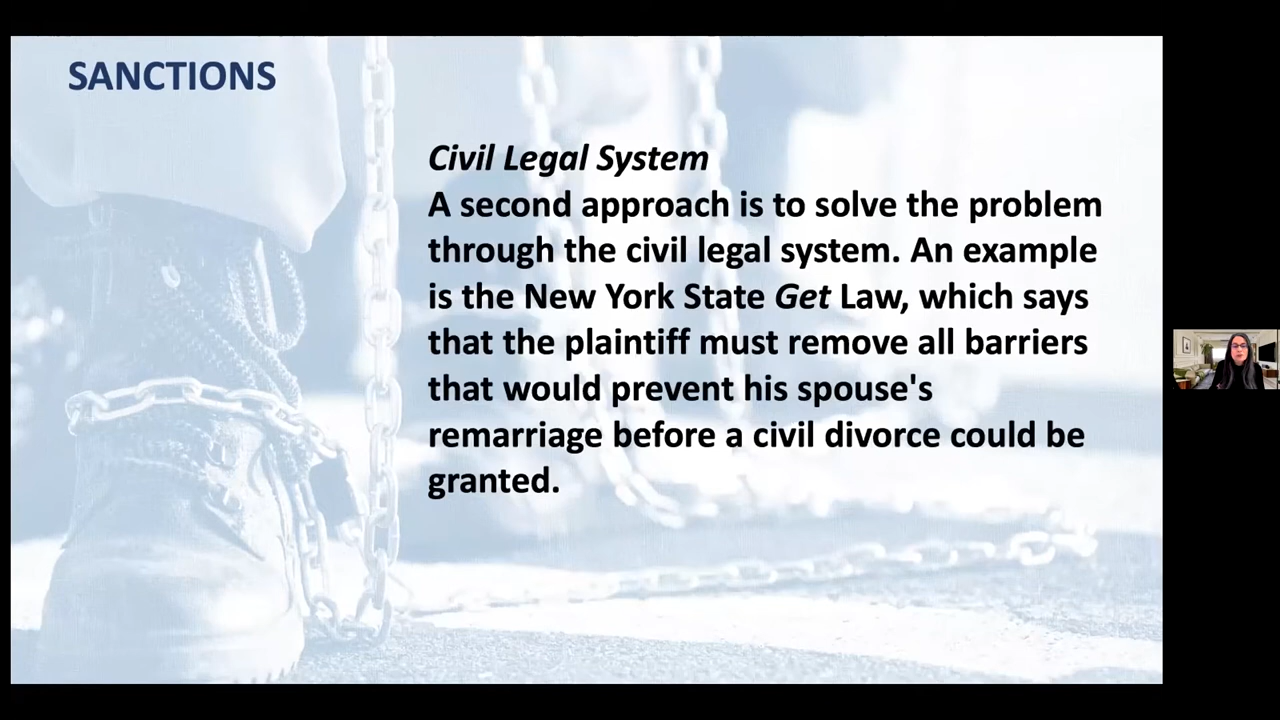 SANCTIONS
Civil Legal System
A second approach is to solve the problem
through the civil legal system. An example
is the New York State Get Law, which says
that the plaintiff must remove all barriers
that would prevent his spouse's
remarriage before a civil divorce could be
granted.